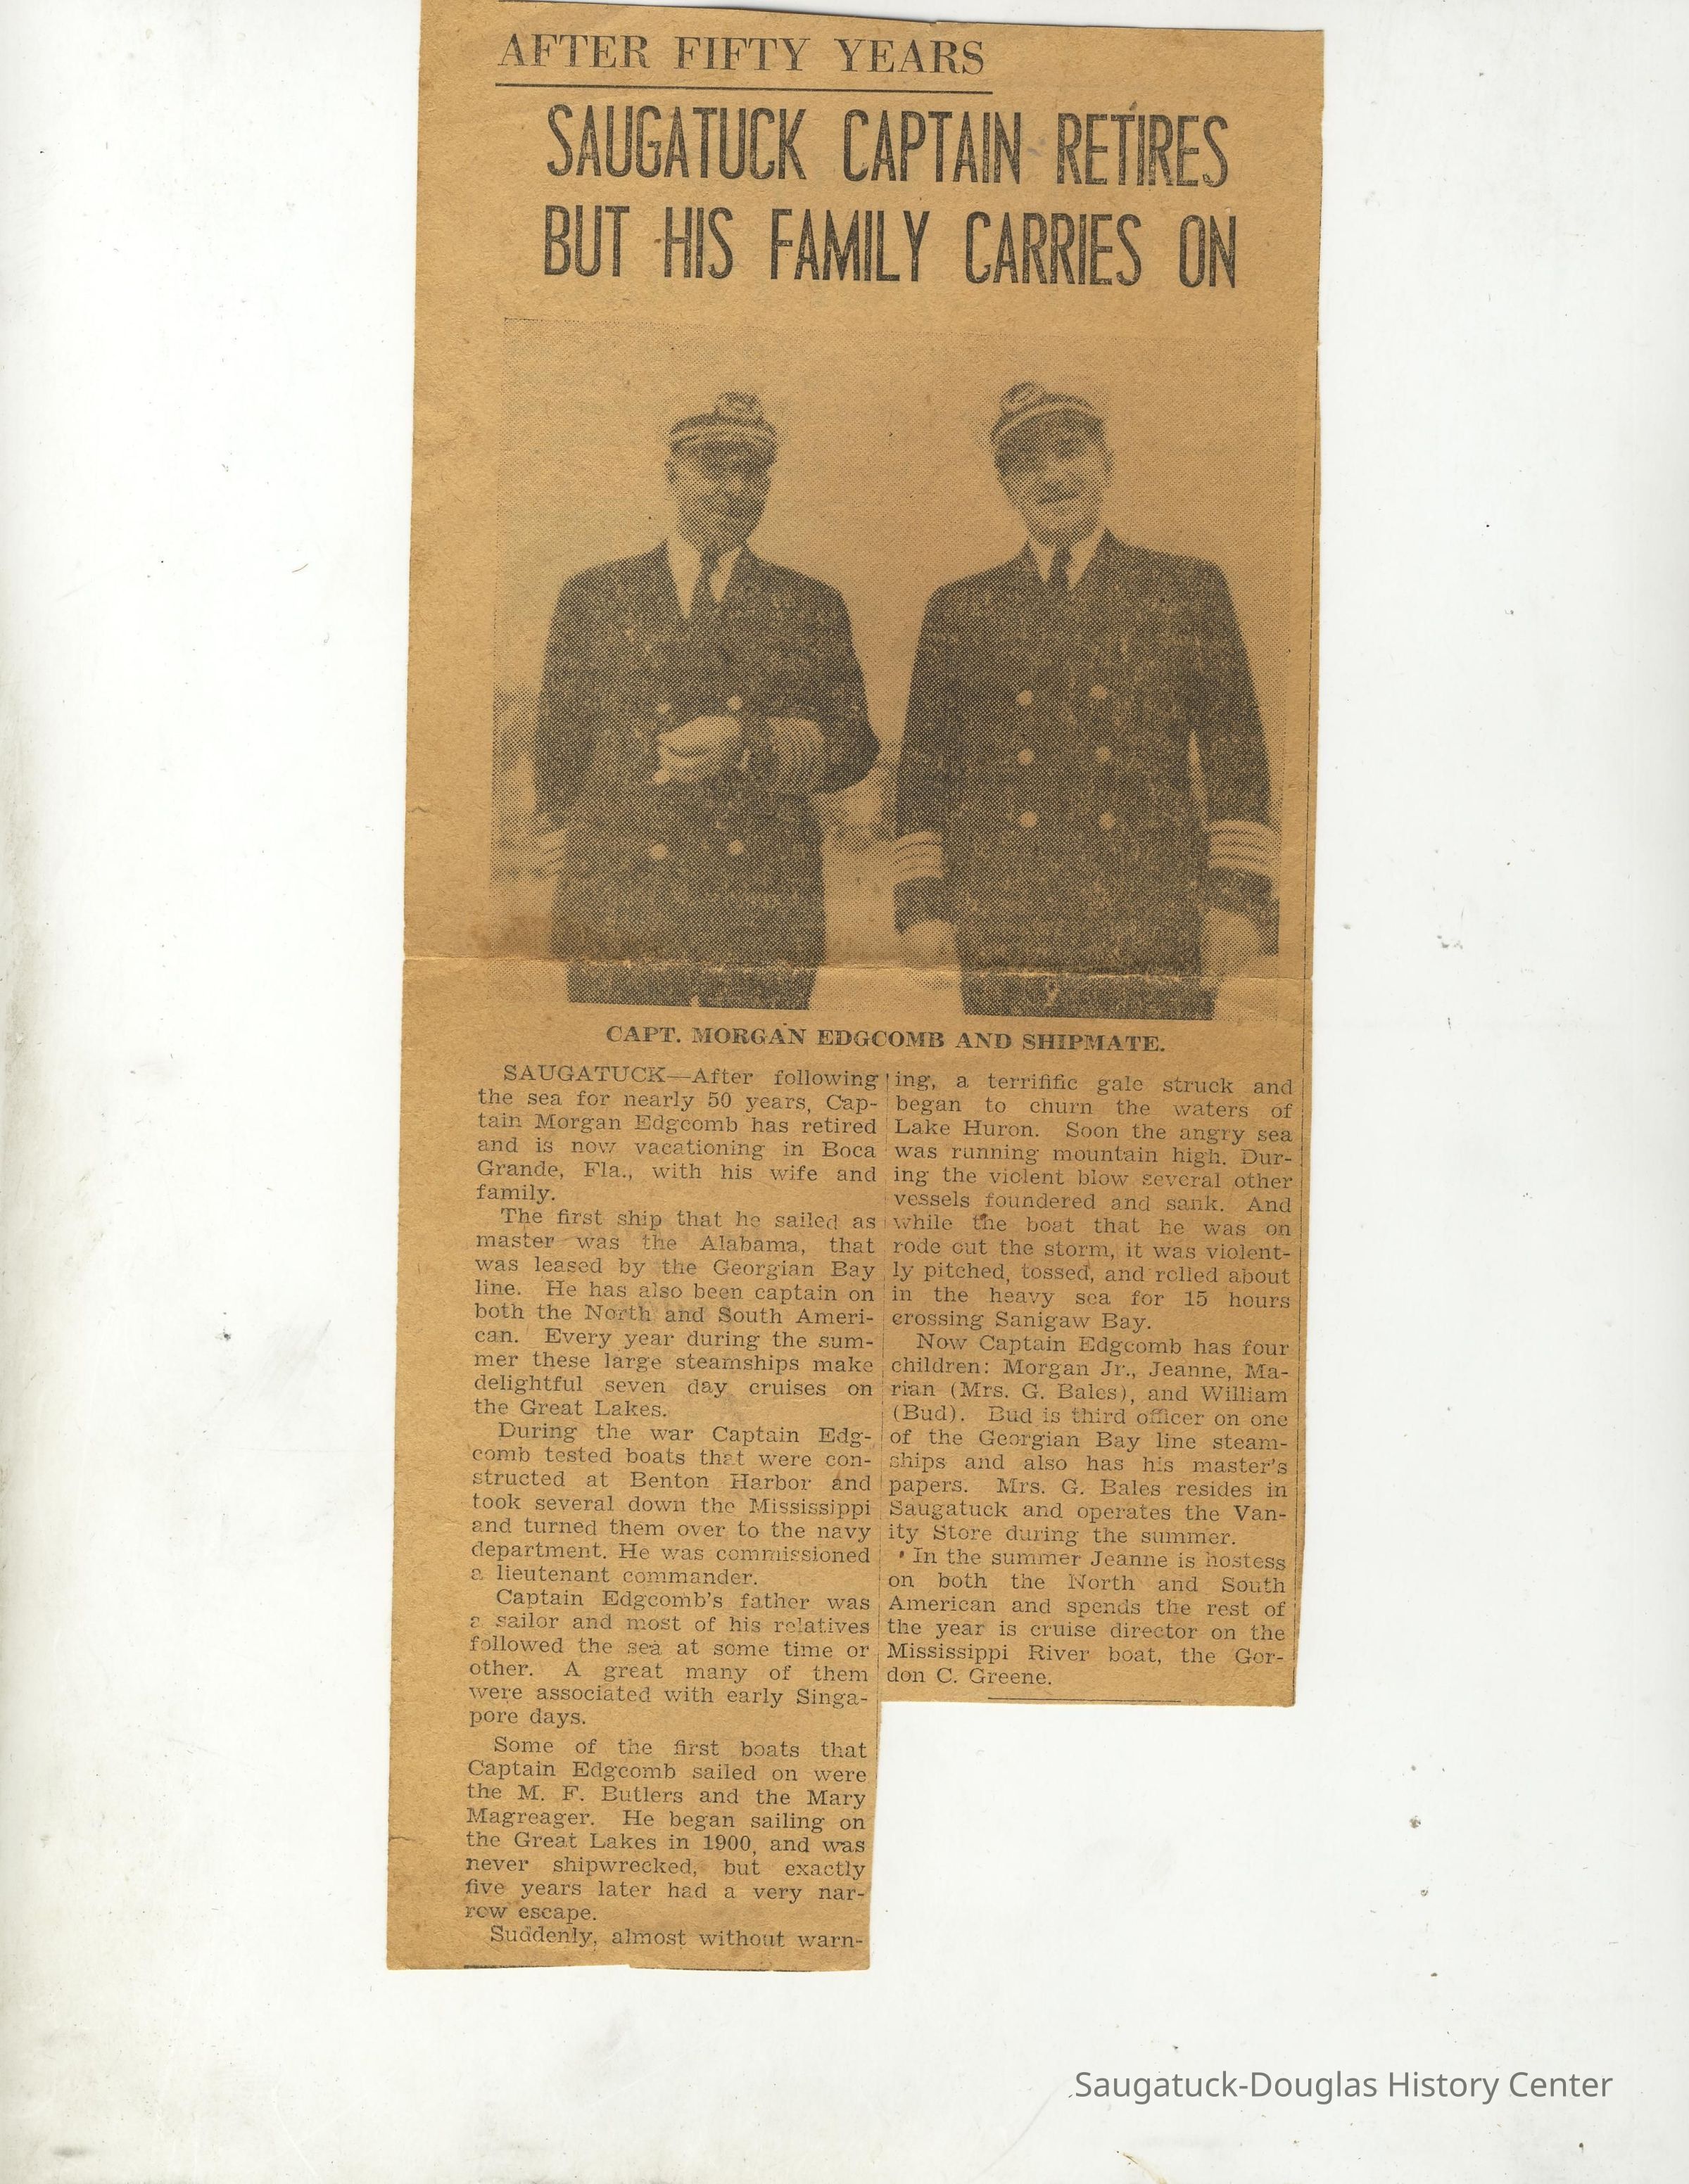 AFTER FIFTY YEARS
SAUGATUCK CAPTAIN RETIRES
BUT HIS FAMILY CARRIES ON
CAPT. MORGAN EDGCOMB AND SHIPMATE.
SAUGATUCK—After following
the sea for nearly 50 years, Cap-
tain Morgan Edgcomb has retired
and is now vacationing in Boca
Grande, Fla., with his wife and
family.
The first ship that he sailed as
master was the Alabama, that
was leased by the Georgian Bay
line. He has also been captain on
both the North and South Ameri-
can. Every year during the sum-
mer these large steamships make
delightful seven day cruises on
the Great Lakes.
During the war Captain Edg-
comb tested boats that were con-
structed at Benton Harbor and
took several down the Mississippi
and turned them over to the navy
department. He was commissioned
a lieutenant commander.
Captain Edgcomb's father was
a sailor and most of his relatives
followed the sea at some time or
other. A great many of them
were associated with early Singa-
pore days.
Some of the first boats that
Captain Edgcomb sailed on were
the M. F. Butlers and the Mary
Magreager. He began sailing on
the Great Lakes in 1900, and was
never shipwrecked, but exactly
five years later had a very nar-
row escape.
Suddenly, almost without warn-
ing, a terrifific gale struck and
began to churn the waters of
Lake Huron. Soon the angry sea
was running mountain high. Dur-
ing the violent blow several other
vessels foundered and sank. And
while the boat that he was on
rode out the storm, it was violent-
ly pitched, tossed, and rolled about
in the heavy sea for 15 hours
crossing Sanigaw Bay.
Now Captain Edgcomb has four
children: Morgan Jr., Jeanne, Ma-
rian (Mrs. G. Bales), and William
(Bud). Bud is third officer on one
of the Georgian Bay line steam-
ships and also has his master's
papers. Mrs. G. Bales resides in
Saugatuck and operates the Van-
ity Store during the summer.
In the summer Jeanne is hostess
on both the North and South
American and spends the rest of
the year is cruise director on the
Mississippi River boat, the Gor-
don C. Greene.
Saugatuck-Douglas History Center